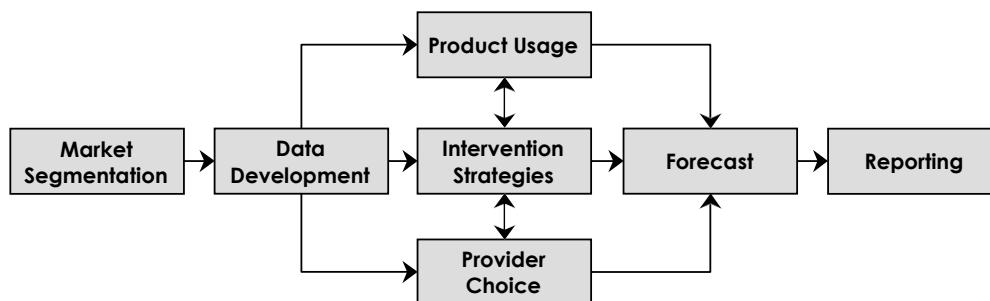 Product Usage
Market
Segmentation
Data
Development
Intervention
Strategies
Forecast
Reporting
Provider
Choice